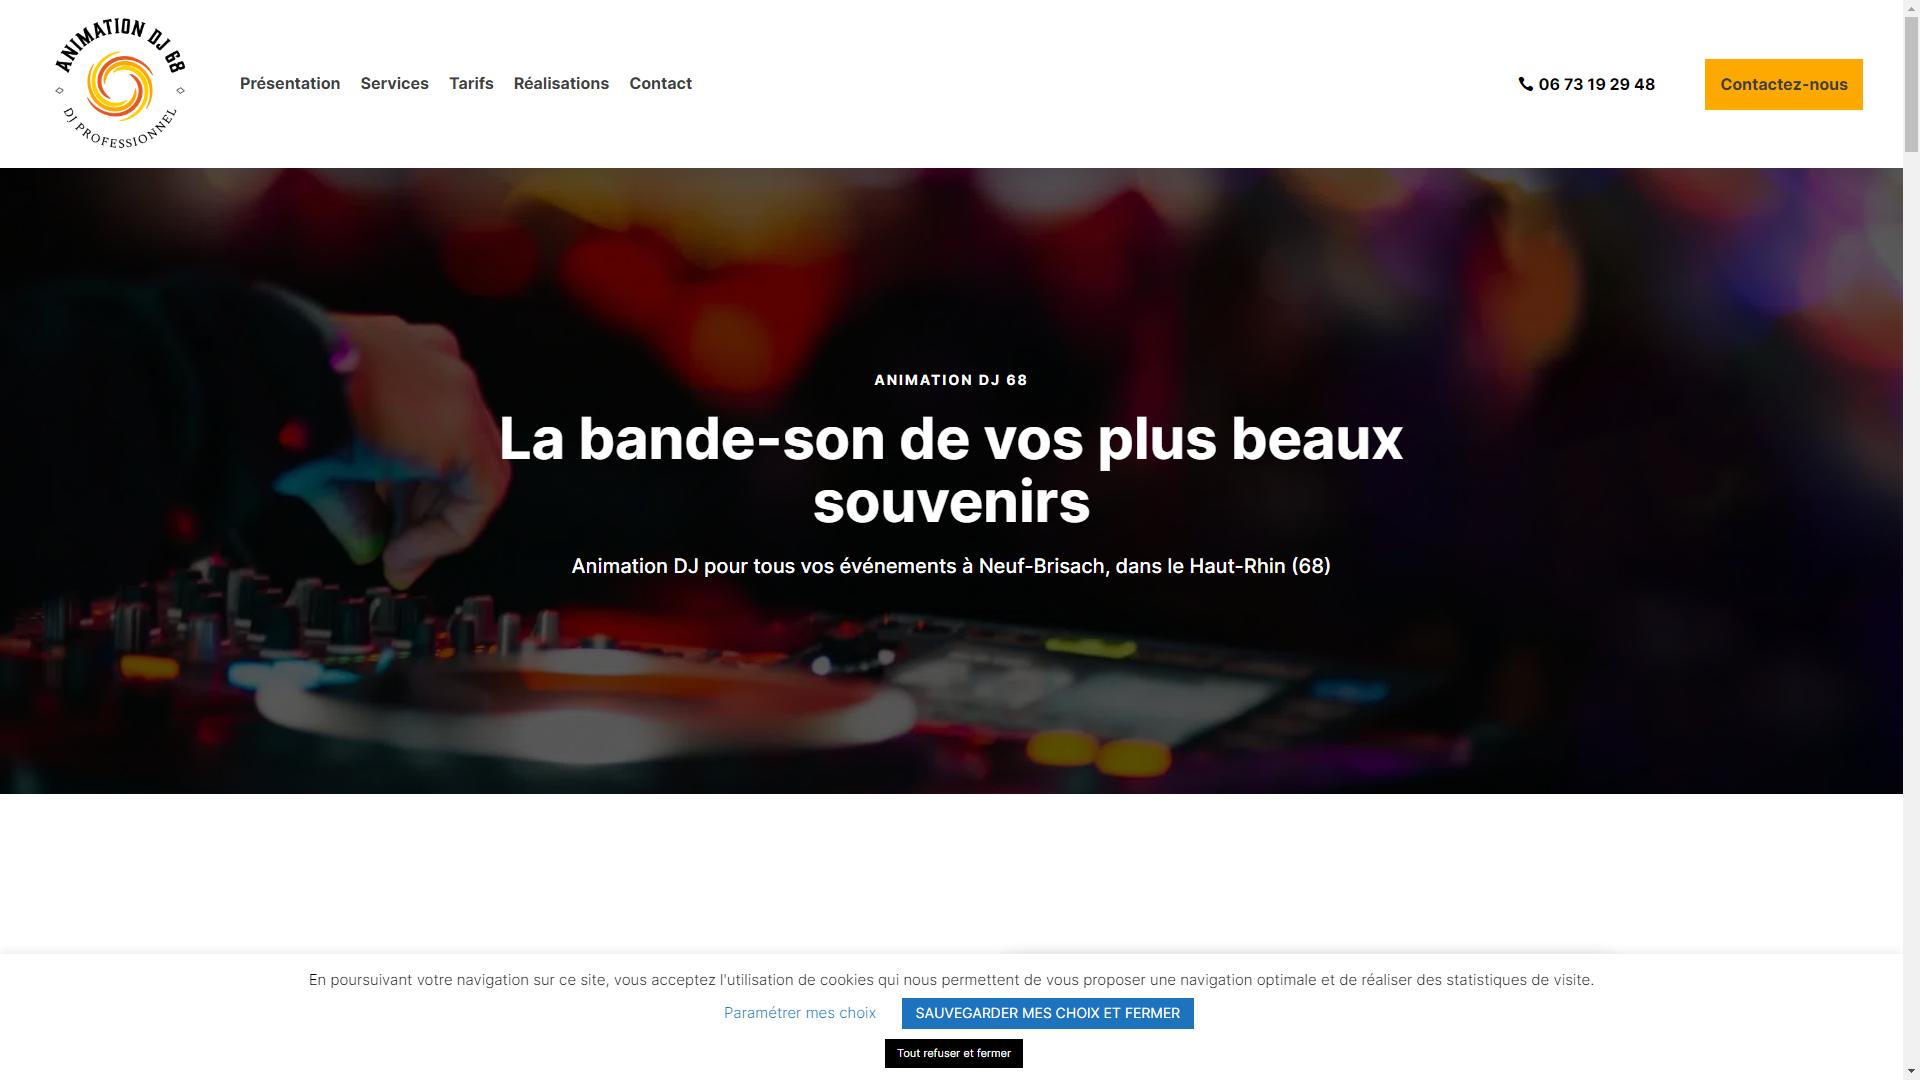 ANIMATION DJ 68
DJ PROFESSIONNEL
Présentation
Services
Tarifs
Réalisations
Contact
06 73 19 29 48
Contactez-nous
ANIMATION DJ 68
La bande-son de vos plus beaux
souvenirs
Animation DJ pour tous vos événements à Neuf-Brisach, dans le Haut-Rhin (68)
En poursuivant votre navigation sur ce site, vous acceptez l'utilisation de cookies qui nous permettent de vous proposer une navigation optimale et de réaliser des statistiques de visite.
Paramétrer mes choix
SAUVEGARDER MES CHOIX ET FERMER
Tout refuser et fermer